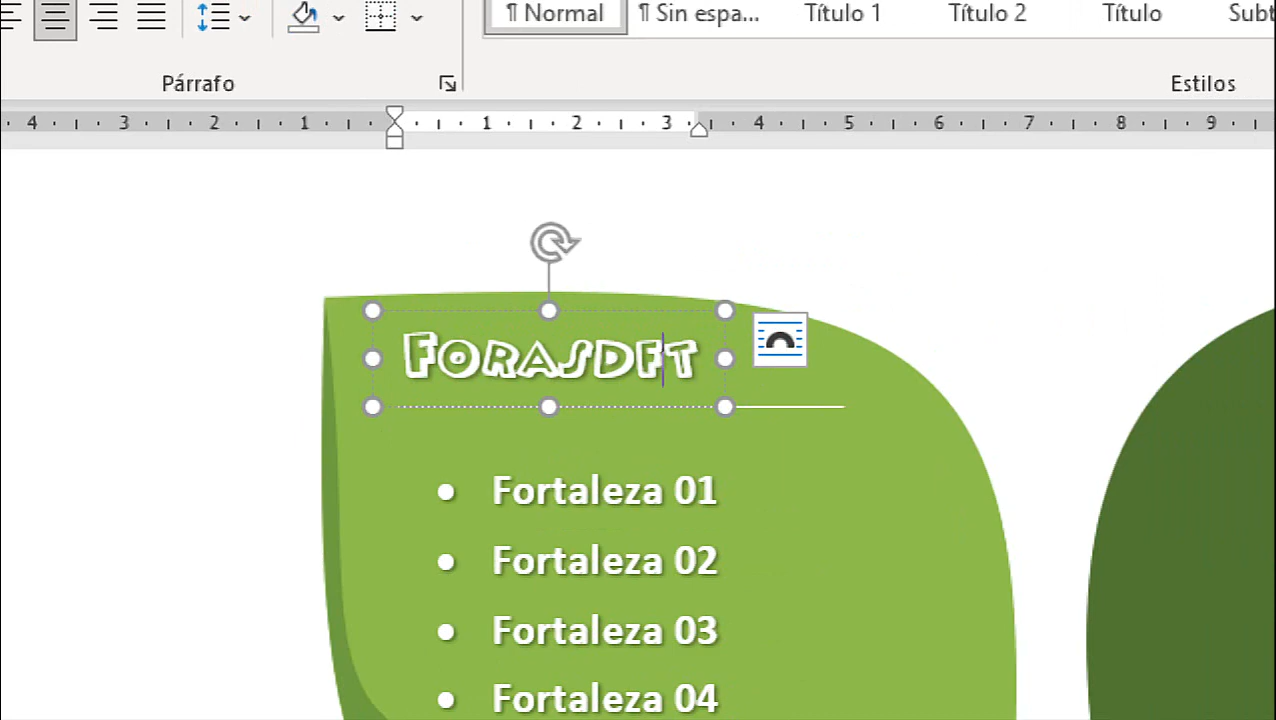 ¶ Normal ¶ Sin espa... Título 1 Título 2 Título Subt
Párrafo Estilos
4 3 2 1 1 2 3 4 5 6 7 8 9
Forasdft
Fortaleza 01
Fortaleza 02
Fortaleza 03
Fortaleza 04